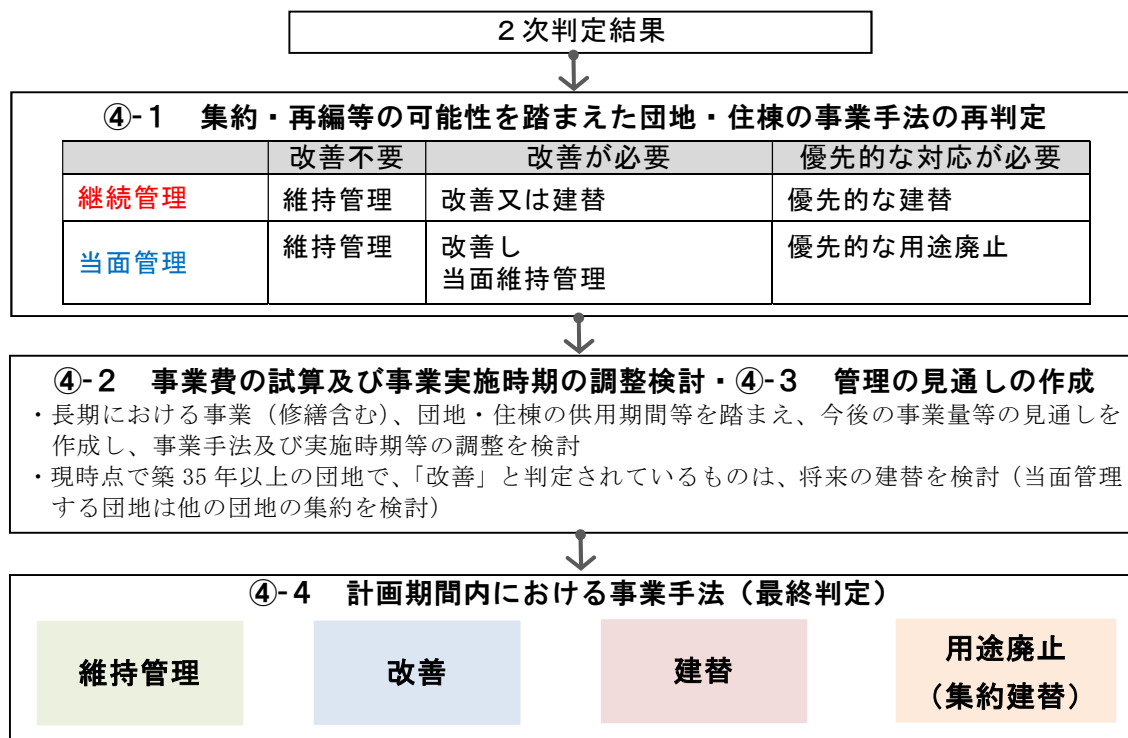 ２次判定結果
④-１　集約・再編等の可能性を踏まえた団地・住棟の事業手法の再判定
改善不要　改善が必要　優先的な対応が必要
継続管理　維持管理　改善又は建替　優先的な建替
当面管理　維持管理　改善し　優先的な用途廃止
当面維持管理
④-２　事業費の試算及び事業実施時期の調整検討・④-３　管理の見通しの作成
・長期における事業（修繕含む）、団地・住棟の供用期間等を踏まえ、今後の事業量等の見通しを
作成し、事業手法及び実施時期等の調整を検討
・現時点で築 35 年以上の団地で、「改善」と判定されているものは、将来の建替を検討（当面管理
する団地は他の団地の集約を検討）
④-４　計画期間内における事業手法（最終判定）
維持管理　改善　建替　用途廃止
（集約建替）